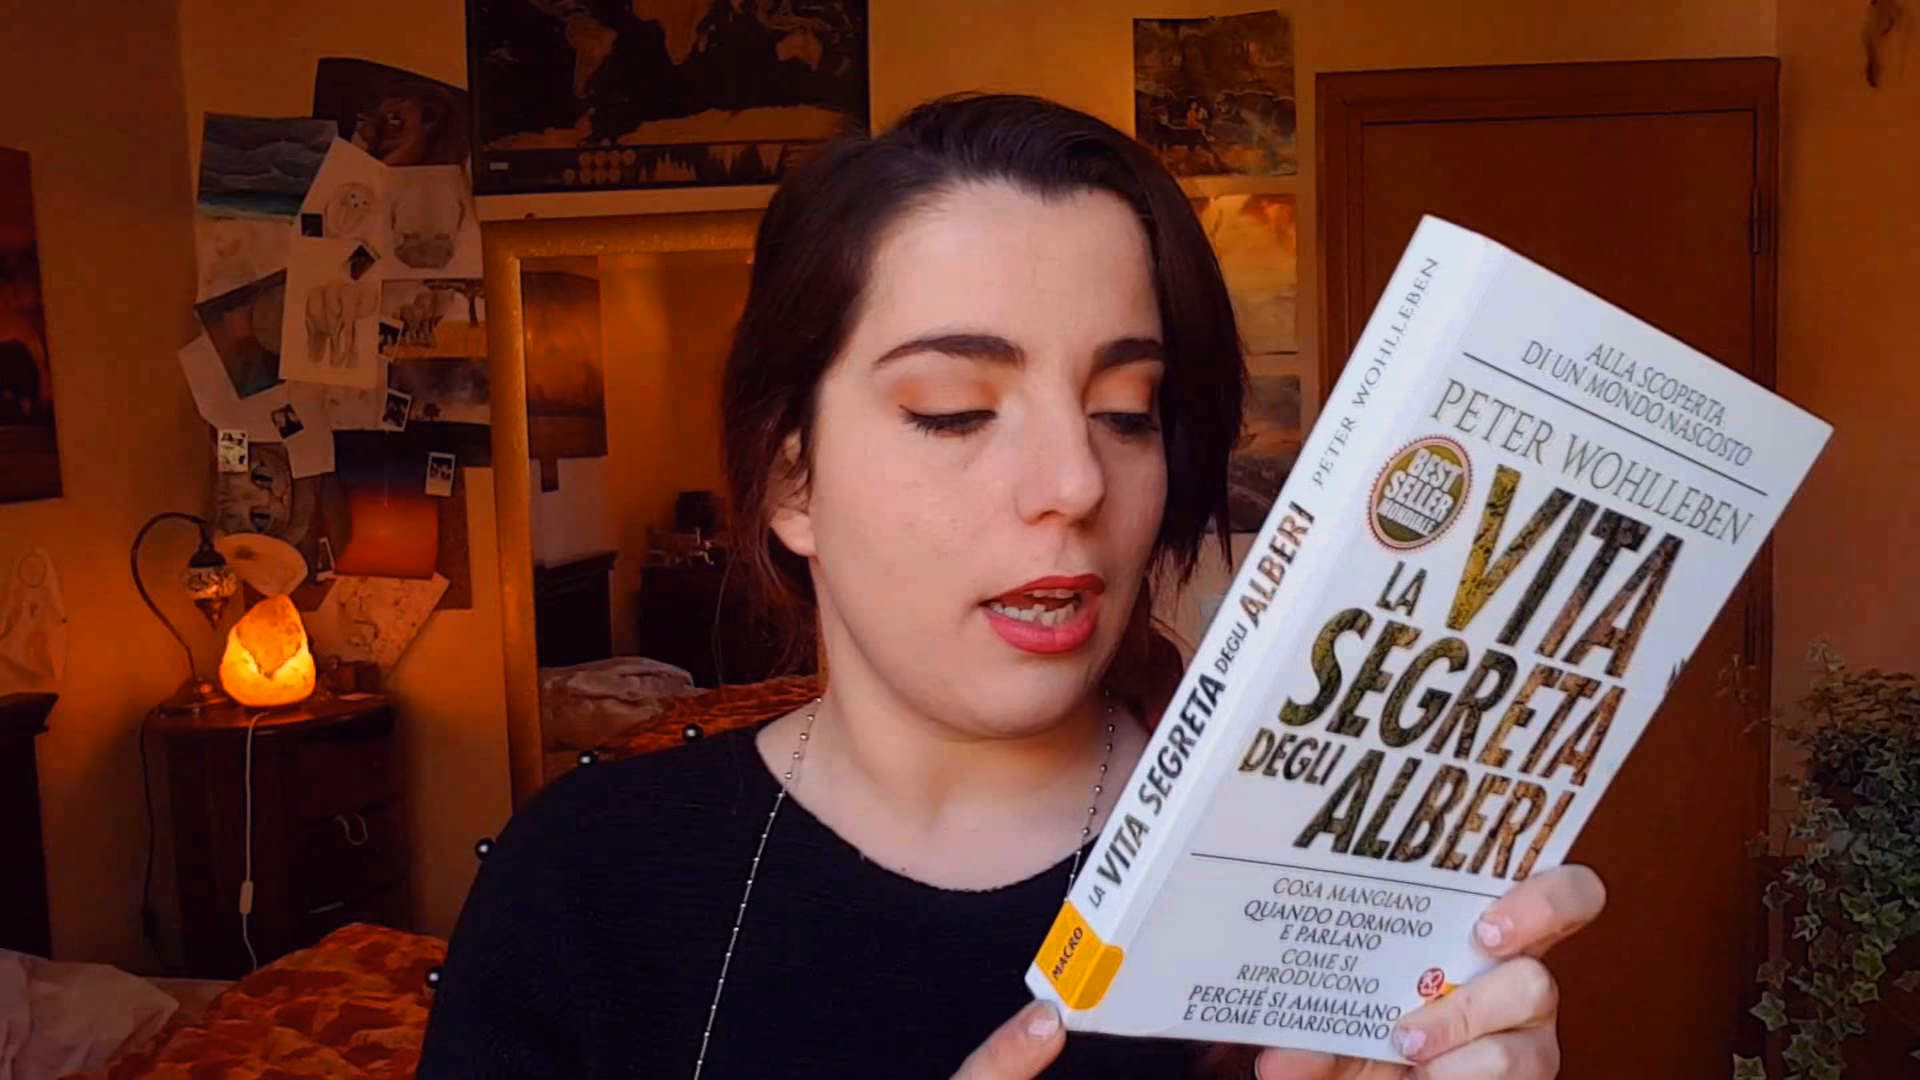 ALLA SCOPERTA
DI UN MONDO NASCOSTO
PETER WOHLLEBEN
BEST
SELLER
MONDIALE
LA VITA
SEGRETA
DEGLI ALBERI
COSA MANGIANO
QUANDO DORMONO
E PARLANO
COME SI
RIPRODUCONO
PERCHÉ SI AMMALANO
E COME GUARISCONO
PETER WOHLLEBEN
LA VITA SEGRETA DEGLI ALBERI
MACRO